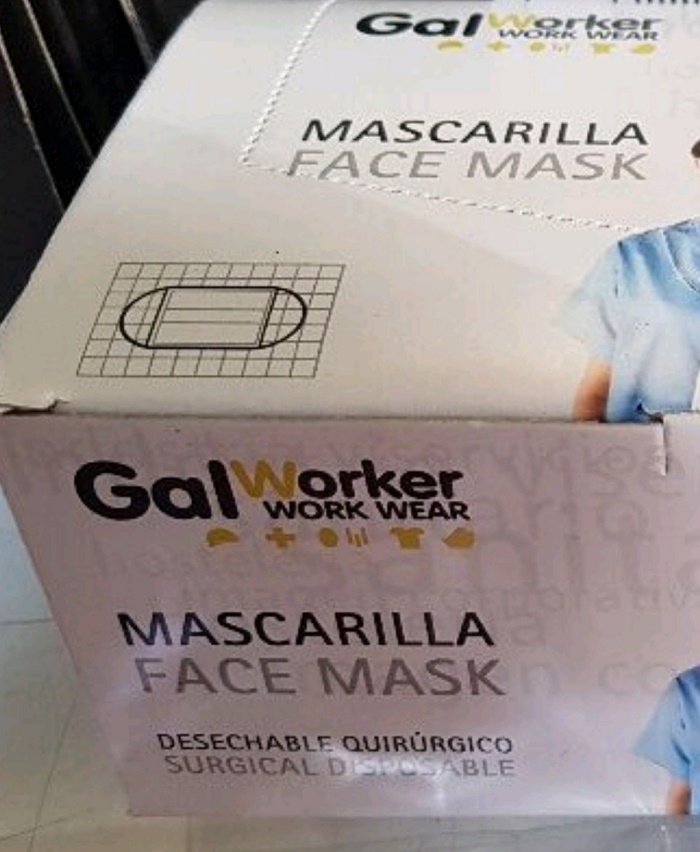 GalWorker
WORK WEAR
MASCARILLA
FACE MASK
GalWorker
WORK WEAR
MASCARILLA
FACE MASK
DESECHABLE QUIRÚRGICO
SURGICAL DISPOSABLE